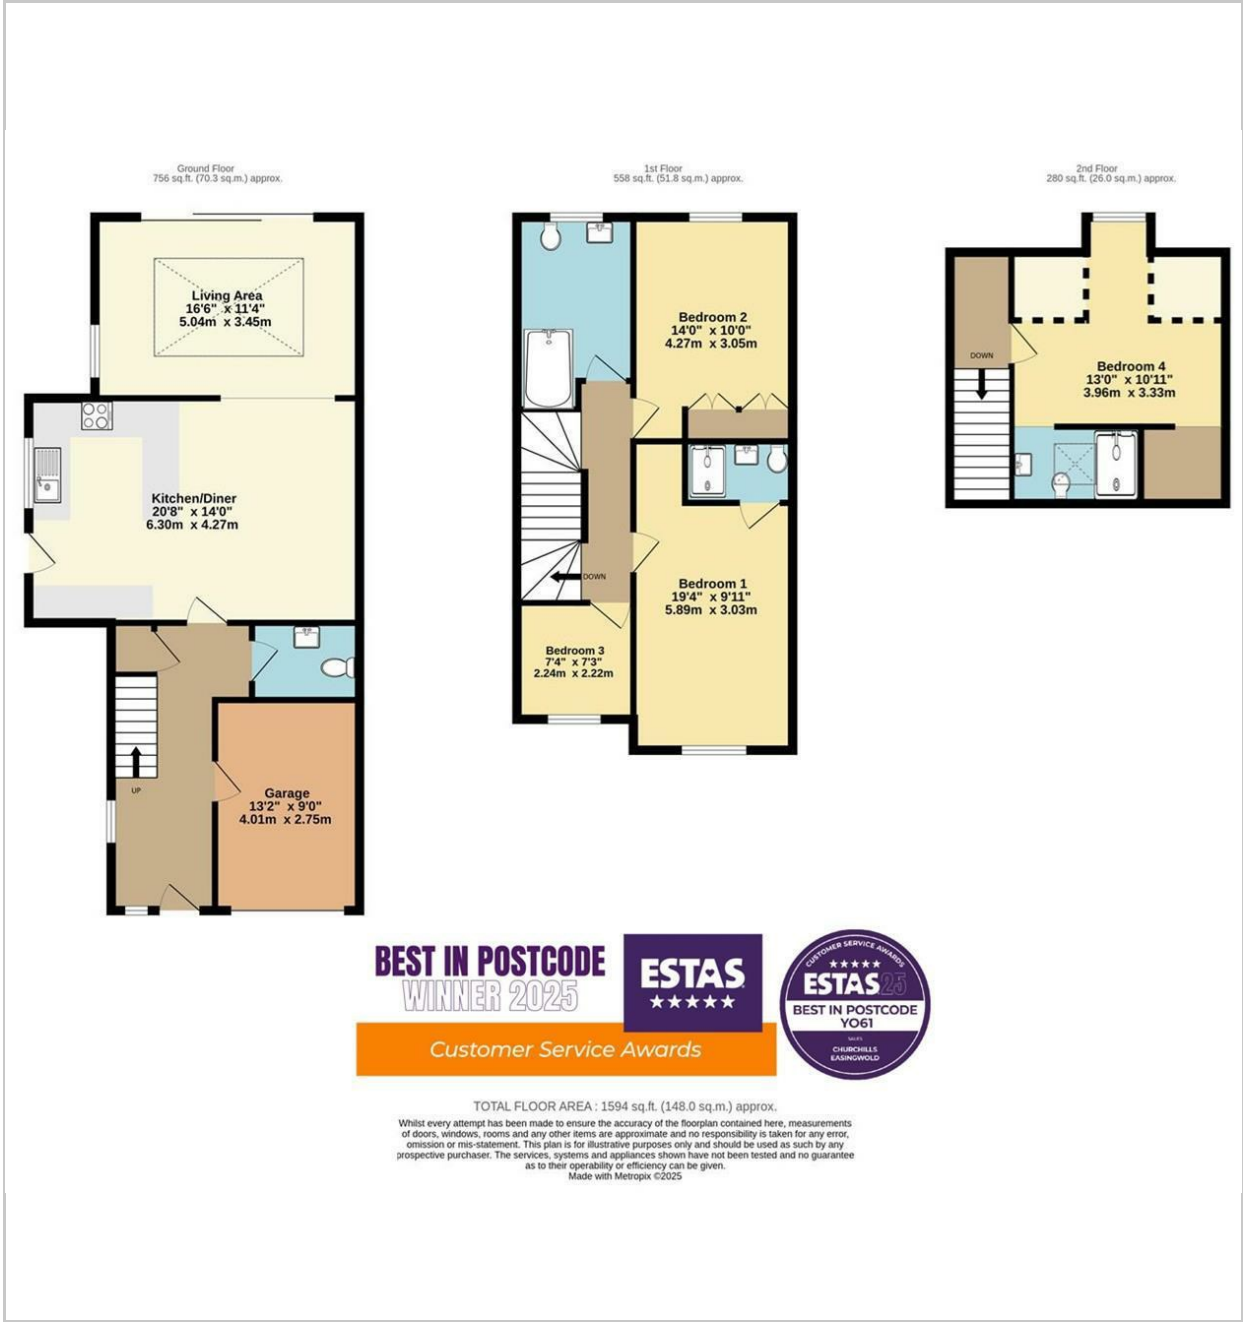 Ground Floor
756 sq.ft. (70.3 sq.m.) approx.
Living Area
16'6" x 11'4"
5.04m x 3.45m
Kitchen/Diner
20'8" x 14'0"
6.30m x 4.27m
UP
Garage
13'2" x 9'0"
4.01m x 2.75m
1st Floor
558 sq.ft. (51.8 sq.m.) approx.
Bedroom 2
14'0" x 10'0"
4.27m x 3.05m
DOWN
Bedroom 1
19'4" x 9'11"
5.89m x 3.03m
Bedroom 3
7'4" x 7'3"
2.24m x 2.22m
2nd Floor
280 sq.ft. (26.0 sq.m.) approx.
DOWN
Bedroom 4
13'0" x 10'11"
3.96m x 3.33m
BEST IN POSTCODE
WINNER 2025
ESTAS
Customer Service Awards
CUSTOMER SERVICE AWARDS
ESTAS 25
BEST IN POSTCODE
YO61
SALES
CHURCHILLS
EASINGWOLD
TOTAL FLOOR AREA : 1594 sq.ft. (148.0 sq.m.) approx.
Whilst every attempt has been made to ensure the accuracy of the floorplan contained here, measurements
of doors, windows, rooms and any other items are approximate and no responsibility is taken for any error,
omission or mis-statement. This plan is for illustrative purposes only and should be used as such by any
prospective purchaser. The services, systems and appliances shown have not been tested and no guarantee
as to their operability or efficiency can be given.
Made with Metropix ©2025